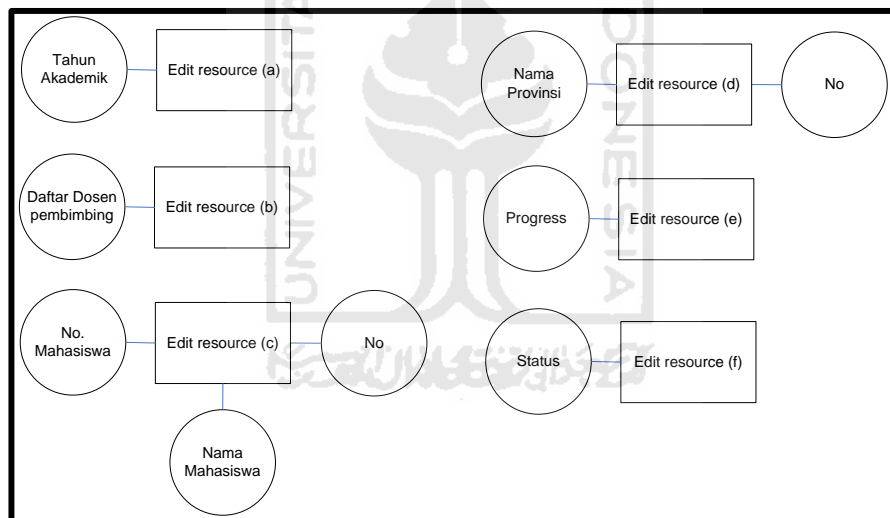 Tahun
Akademik
Edit resource (a)
Daftar Dosen
pembimbing
Edit resource (b)
No.
Mahasiswa
Edit resource (c)
No
Nama
Mahasiswa
Nama
Provinsi
Edit resource (d)
No
Progress
Edit resource (e)
Status
Edit resource (f)